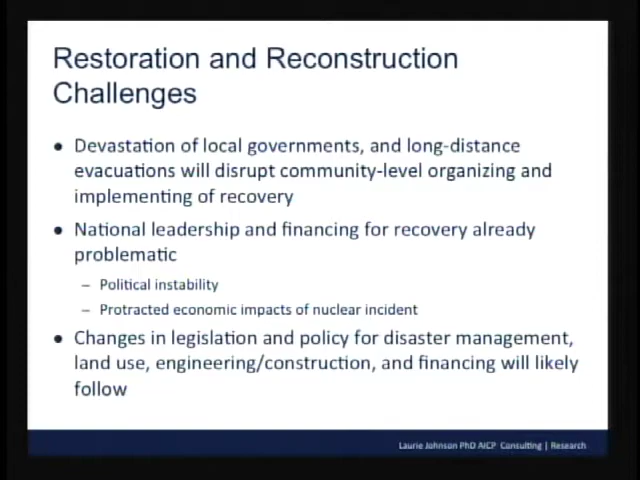 Restoration and Reconstruction
Challenges
● Devastation of local governments, and long-distance
evacuations will disrupt community-level organizing and
implementing of recovery
● National leadership and financing for recovery already
problematic
– Political instability
– Protracted economic impacts of nuclear incident
● Changes in legislation and policy for disaster management,
land use, engineering/construction, and financing will likely
follow
Laurie Johnson PhD AICP Consulting | Research